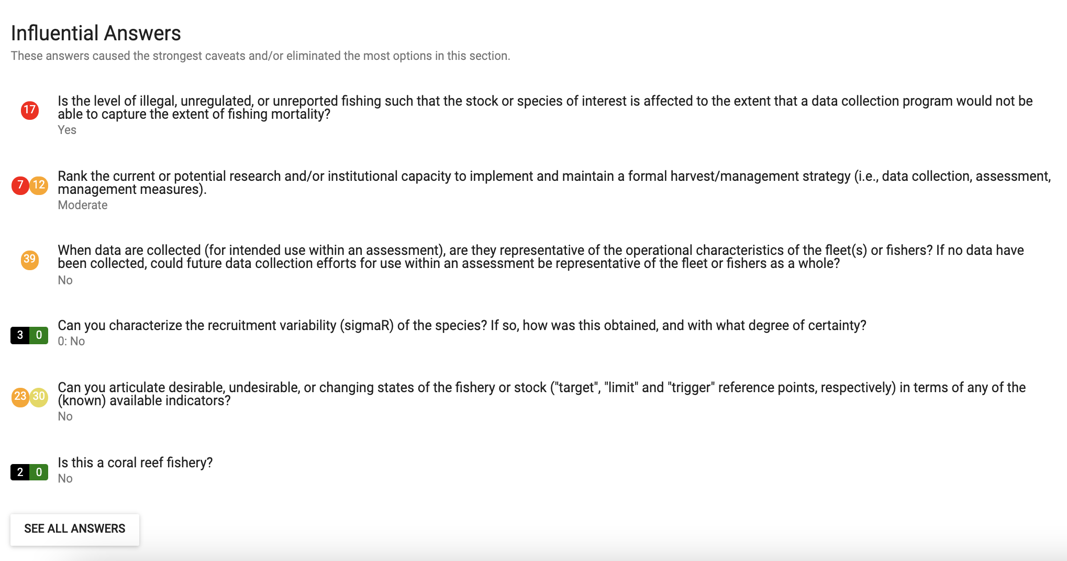 Influential Answers
These answers caused the strongest caveats and/or eliminated the most options in this section.
17
Is the level of illegal, unregulated, or unreported fishing such that the stock or species of interest is affected to the extent that a data collection program would not be
able to capture the extent of fishing mortality?
Yes
7 12
Rank the current or potential research and/or institutional capacity to implement and maintain a formal harvest/management strategy (i.e., data collection, assessment,
management measures).
Moderate
39
When data are collected (for intended use within an assessment), are they representative of the operational characteristics of the fleet(s) or fishers? If no data have
been collected, could future data collection efforts for use within an assessment be representative of the fleet or fishers as a whole?
No
3 0
Can you characterize the recruitment variability (sigmaR) of the species? If so, how was this obtained, and with what degree of certainty?
0: No
23 30
Can you articulate desirable, undesirable, or changing states of the fishery or stock ("target", "limit" and "trigger" reference points, respectively) in terms of any of the
(known) available indicators?
No
2 0
Is this a coral reef fishery?
No
SEE ALL ANSWERS